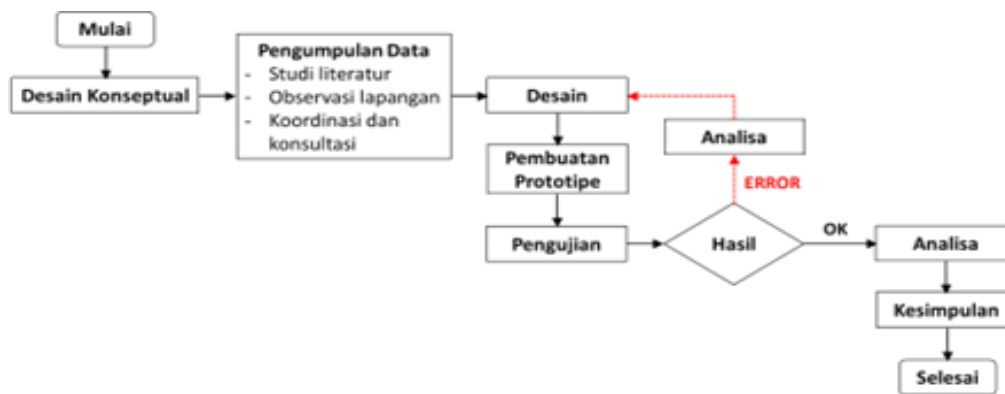 Mulai
Desain Konseptual
Pengumpulan Data
- Studi literatur
- Observasi lapangan
- Koordinasi dan
konsultasi
Desain
Pembuatan
Prototipe
Pengujian
Hasil
ERROR
Analisa
OK
Analisa
Kesimpulan
Selesai